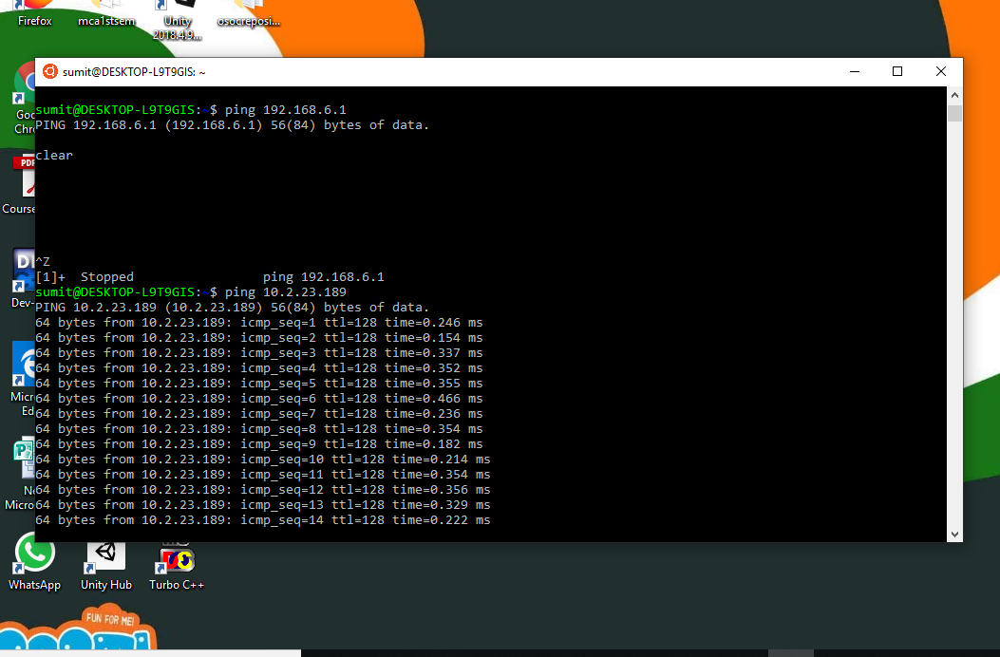 Firefox
mca1stsem
Unity
2018.4.9...
osocreposi...
sumit@DESKTOP-L9T9GIS: ~
sumit@DESKTOP-L9T9GIS:~$ ping 192.168.6.1
PING 192.168.6.1 (192.168.6.1) 56(84) bytes of data.
clear
^Z
[1]+  Stopped                 ping 192.168.6.1
sumit@DESKTOP-L9T9GIS:~$ ping 10.2.23.189
PING 10.2.23.189 (10.2.23.189) 56(84) bytes of data.
64 bytes from 10.2.23.189: icmp_seq=1 ttl=128 time=0.246 ms
64 bytes from 10.2.23.189: icmp_seq=2 ttl=128 time=0.154 ms
64 bytes from 10.2.23.189: icmp_seq=3 ttl=128 time=0.337 ms
64 bytes from 10.2.23.189: icmp_seq=4 ttl=128 time=0.352 ms
64 bytes from 10.2.23.189: icmp_seq=5 ttl=128 time=0.355 ms
64 bytes from 10.2.23.189: icmp_seq=6 ttl=128 time=0.466 ms
64 bytes from 10.2.23.189: icmp_seq=7 ttl=128 time=0.236 ms
64 bytes from 10.2.23.189: icmp_seq=8 ttl=128 time=0.354 ms
64 bytes from 10.2.23.189: icmp_seq=9 ttl=128 time=0.182 ms
64 bytes from 10.2.23.189: icmp_seq=10 ttl=128 time=0.214 ms
64 bytes from 10.2.23.189: icmp_seq=11 ttl=128 time=0.354 ms
64 bytes from 10.2.23.189: icmp_seq=12 ttl=128 time=0.356 ms
64 bytes from 10.2.23.189: icmp_seq=13 ttl=128 time=0.329 ms
64 bytes from 10.2.23.189: icmp_seq=14 ttl=128 time=0.222 ms
Goo
Chr
PDF
Course
D
Dev-
Micr
Ed
P
Ne
Micro
WhatsApp
Unity Hub
Turbo C++
FUN FOR ME!